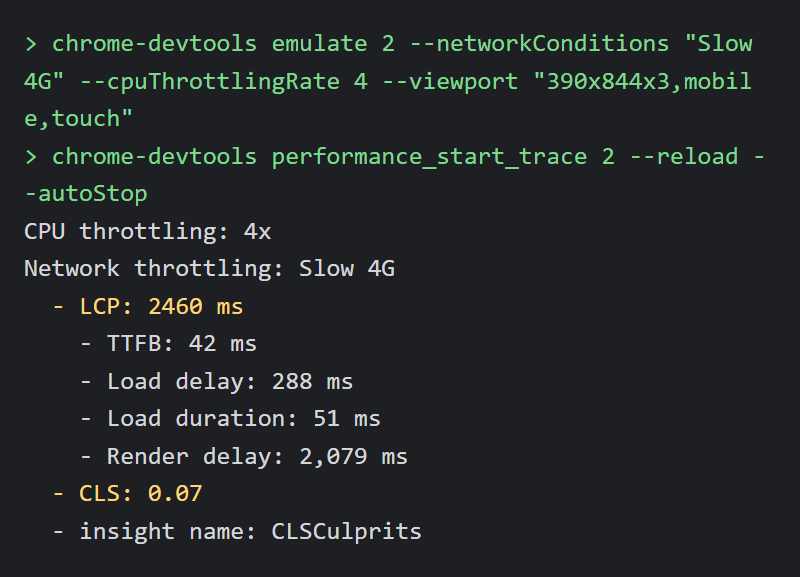 > chrome-devtools emulate 2 --networkConditions "Slow
4G" --cpuThrottlingRate 4 --viewport "390x844x3,mobil
e,touch"
> chrome-devtools performance_start_trace 2 --reload -
-autoStop
CPU throttling: 4x
Network throttling: Slow 4G
- LCP: 2460 ms
- TTFB: 42 ms
- Load delay: 288 ms
- Load duration: 51 ms
- Render delay: 2,079 ms
- CLS: 0.07
- insight name: CLSCulprits